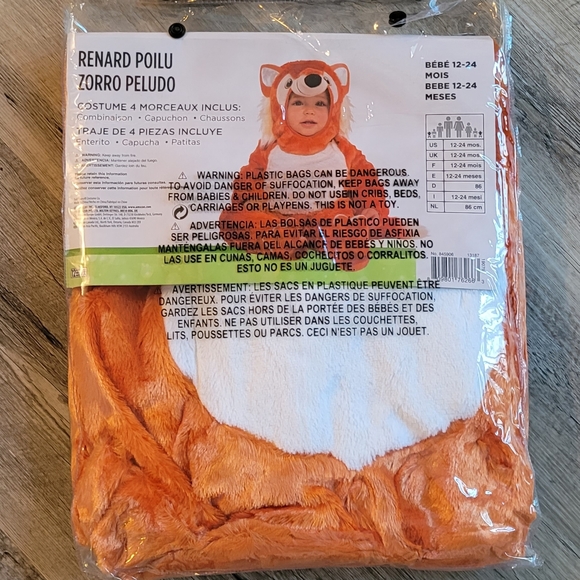 RENARD POILU
ZORRO PELUDO
COSTUME 4 MORCEAUX INCLUS:
Combinaison • Capuchon • Chaussons
TRAJE DE 4 PIEZAS INCLUYE
Enterito • Capucha • Patitas
BÉBÉ 12-24
MOIS
BEBE 12-24
MESES
US 12-24 mos.
UK 12-24 mos.
F 12-24 mois
E 12-24 meses
D 86
I 12-24 mesi
NL 86 cm
WARNING: PLASTIC BAGS CAN BE DANGEROUS.
TO AVOID DANGER OF SUFFOCATION, KEEP BAGS AWAY
FROM BABIES & CHILDREN. DO NOT USE IN CRIBS, BEDS,
CARRIAGES OR PLAYPENS. THIS IS NOT A TOY.
ADVERTENCIA: LAS BOLSAS DE PLÁSTICO PUEDEN
SER PELIGROSAS. PARA EVITAR EL RIESGO DE ASFIXIA
MANTÉNGALAS FUERA DEL ALCANCE DE BEBÉS Y NIÑOS. NO
LAS USE EN CUNAS, CAMAS, COCHECITOS O CORRALITOS.
ESTO NO ES UN JUGUETE.
AVERTISSEMENT: LES SACS EN PLASTIQUE PEUVENT ÊTRE
DANGEREUX. POUR ÉVITER LES DANGERS DE SUFFOCATION,
GARDEZ LES SACS HORS DE LA PORTÉE DES BÉBÉS ET DES
ENFANTS. NE PAS UTILISER DANS LES COUCHETTES,
LITS, POUSSETTES OU PARCS. CECI N'EST PAS UN JOUET.